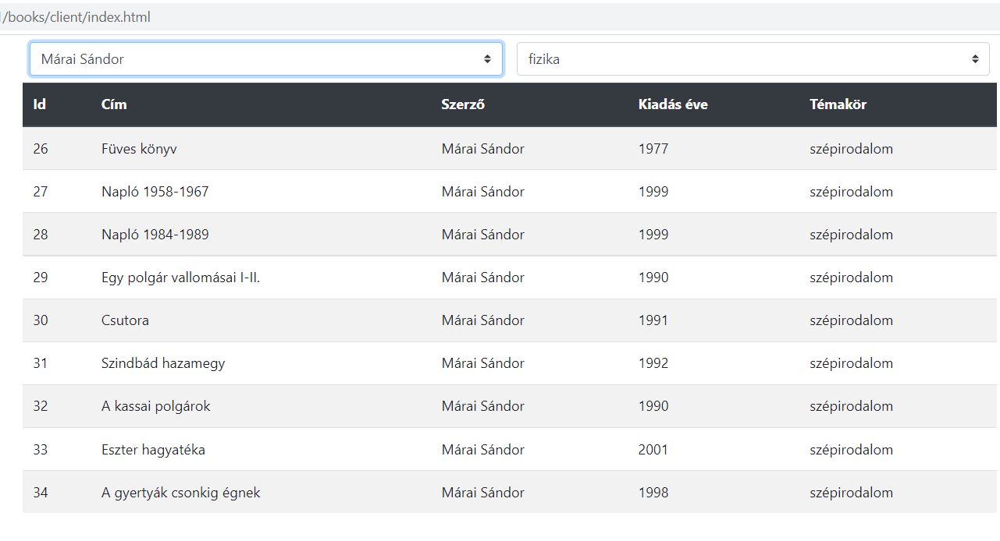 /books/client/index.html
Márai Sándor fizika
Id Cím Szerző Kiadás éve Témakör
26 Füves könyv Márai Sándor 1977 szépirodalom
27 Napló 1958-1967 Márai Sándor 1999 szépirodalom
28 Napló 1984-1989 Márai Sándor 1999 szépirodalom
29 Egy polgár vallomásai I-II. Márai Sándor 1990 szépirodalom
30 Csutora Márai Sándor 1991 szépirodalom
31 Szindbád hazamegy Márai Sándor 1992 szépirodalom
32 A kassai polgárok Márai Sándor 1990 szépirodalom
33 Eszter hagyatéka Márai Sándor 2001 szépirodalom
34 A gyertyák csonkig égnek Márai Sándor 1998 szépirodalom